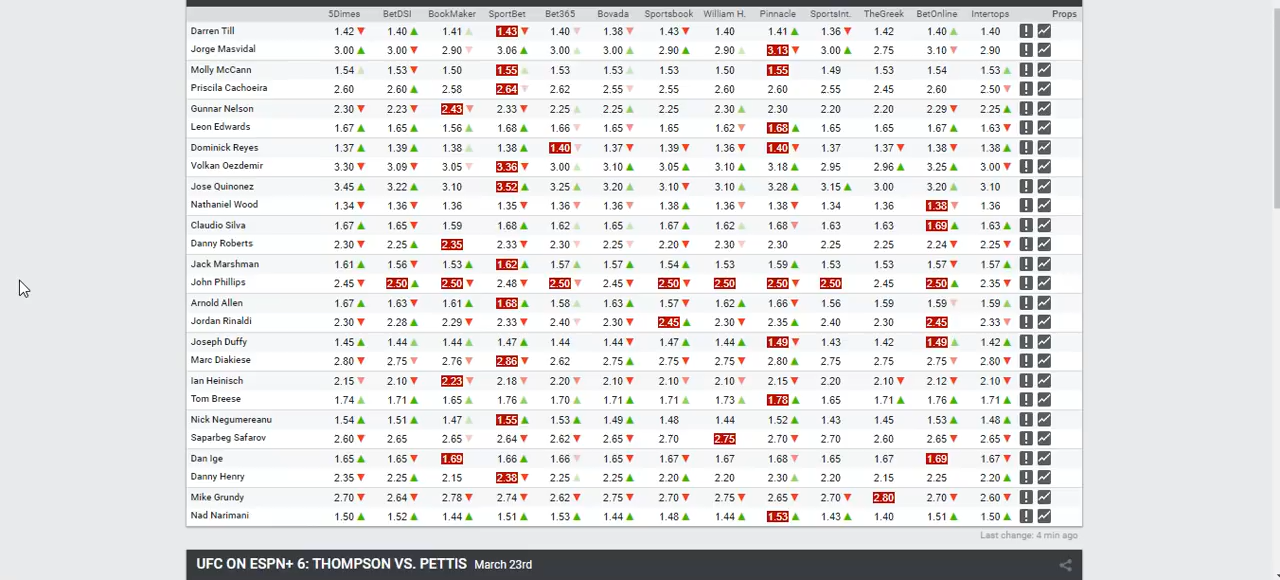 5Dimes BetDSI BookMaker SportBet Bet365 Bovada Sportsbook William H. Pinnacle SportsInt. TheGreek BetOnline Intertops Props
Darren Till 1.42 1.40 1.41 1.43 1.40 1.38 1.43 1.40 1.41 1.36 1.42 1.40 1.40
Jorge Masvidal 3.00 3.00 2.90 3.06 3.00 3.00 2.90 2.90 3.13 3.00 2.75 3.10 2.90
Molly McCann 1.54 1.53 1.50 1.55 1.53 1.53 1.53 1.50 1.55 1.49 1.53 1.54 1.53
Priscila Cachoeira 2.60 2.60 2.58 2.64 2.62 2.55 2.55 2.60 2.60 2.55 2.45 2.60 2.50
Gunnar Nelson 2.30 2.23 2.43 2.33 2.25 2.25 2.25 2.30 2.30 2.20 2.20 2.29 2.25
Leon Edwards 1.67 1.65 1.56 1.68 1.66 1.65 1.65 1.62 1.68 1.65 1.65 1.67 1.63
Dominick Reyes 1.37 1.39 1.38 1.38 1.40 1.37 1.39 1.36 1.40 1.37 1.37 1.38 1.38
Volkan Oezdemir 3.09 3.05 3.36 3.00 3.10 3.05 3.10 3.18 2.95 2.96 3.25 3.00
Jose Quinonez 3.22 3.10 3.52 3.25 3.20 3.10 3.10 3.28 3.15 3.00 3.20 3.10
Nathaniel Wood 1.34 1.36 1.36 1.35 1.36 1.36 1.38 1.36 1.38 1.34 1.36 1.38 1.36
Claudio Silva 1.67 1.65 1.59 1.68 1.62 1.65 1.67 1.62 1.68 1.63 1.63 1.69 1.63
Danny Roberts 2.30 2.25 2.35 2.33 2.30 2.25 2.20 2.30 2.30 2.25 2.25 2.24 2.25
Jack Marshman 1.61 1.56 1.53 1.62 1.57 1.57 1.54 1.53 1.59 1.53 1.53 1.57 1.57
John Phillips 2.45 2.50 2.50 2.48 2.50 2.45 2.50 2.50 2.50 2.50 2.45 2.50 2.35
Arnold Allen 1.67 1.63 1.61 1.68 1.58 1.63 1.57 1.62 1.66 1.56 1.59 1.59 1.59
Jordan Rinaldi 2.30 2.28 2.29 2.33 2.40 2.30 2.45 2.30 2.35 2.40 2.30 2.45 2.33
Joseph Duffy 1.45 1.44 1.44 1.47 1.44 1.44 1.47 1.44 1.49 1.43 1.42 1.49 1.42
Marc Diakiese 2.80 2.75 2.76 2.86 2.62 2.75 2.75 2.75 2.80 2.75 2.75 2.75 2.80
Ian Heinisch 2.15 2.10 2.23 2.18 2.20 2.10 2.10 2.10 2.15 2.20 2.10 2.12 2.10
Tom Breese 1.74 1.71 1.65 1.76 1.70 1.71 1.71 1.73 1.78 1.65 1.71 1.76 1.71
Nick Negumereanu 1.54 1.51 1.47 1.55 1.53 1.49 1.48 1.44 1.52 1.43 1.45 1.53 1.48
Saparbeg Safarov 2.65 2.65 2.64 2.62 2.65 2.70 2.75 2.70 2.70 2.60 2.65 2.65
Dan Ige 1.65 1.65 1.69 1.66 1.66 1.65 1.67 1.67 1.68 1.65 1.67 1.69 1.67
Danny Henry 2.35 2.25 2.15 2.38 2.25 2.25 2.20 2.20 2.30 2.20 2.15 2.25 2.20
Mike Grundy 2.70 2.64 2.78 2.74 2.62 2.75 2.70 2.75 2.65 2.70 2.80 2.70 2.60
Nad Narimani 1.50 1.52 1.44 1.51 1.53 1.44 1.48 1.44 1.53 1.43 1.40 1.51 1.50
Last change: 4 min ago
UFC ON ESPN+ 6: THOMPSON VS. PETTIS March 23rd